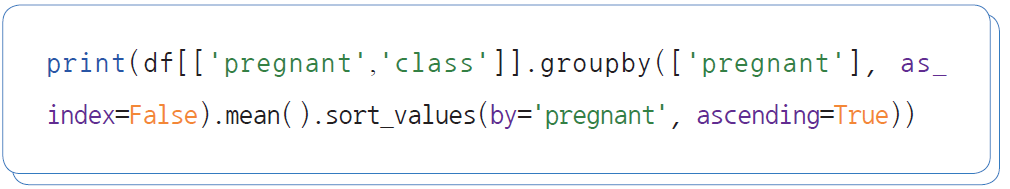 print(df[['pregnant','class']].groupby(['pregnant'], as_
index=False).mean().sort_values(by='pregnant', ascending=True))